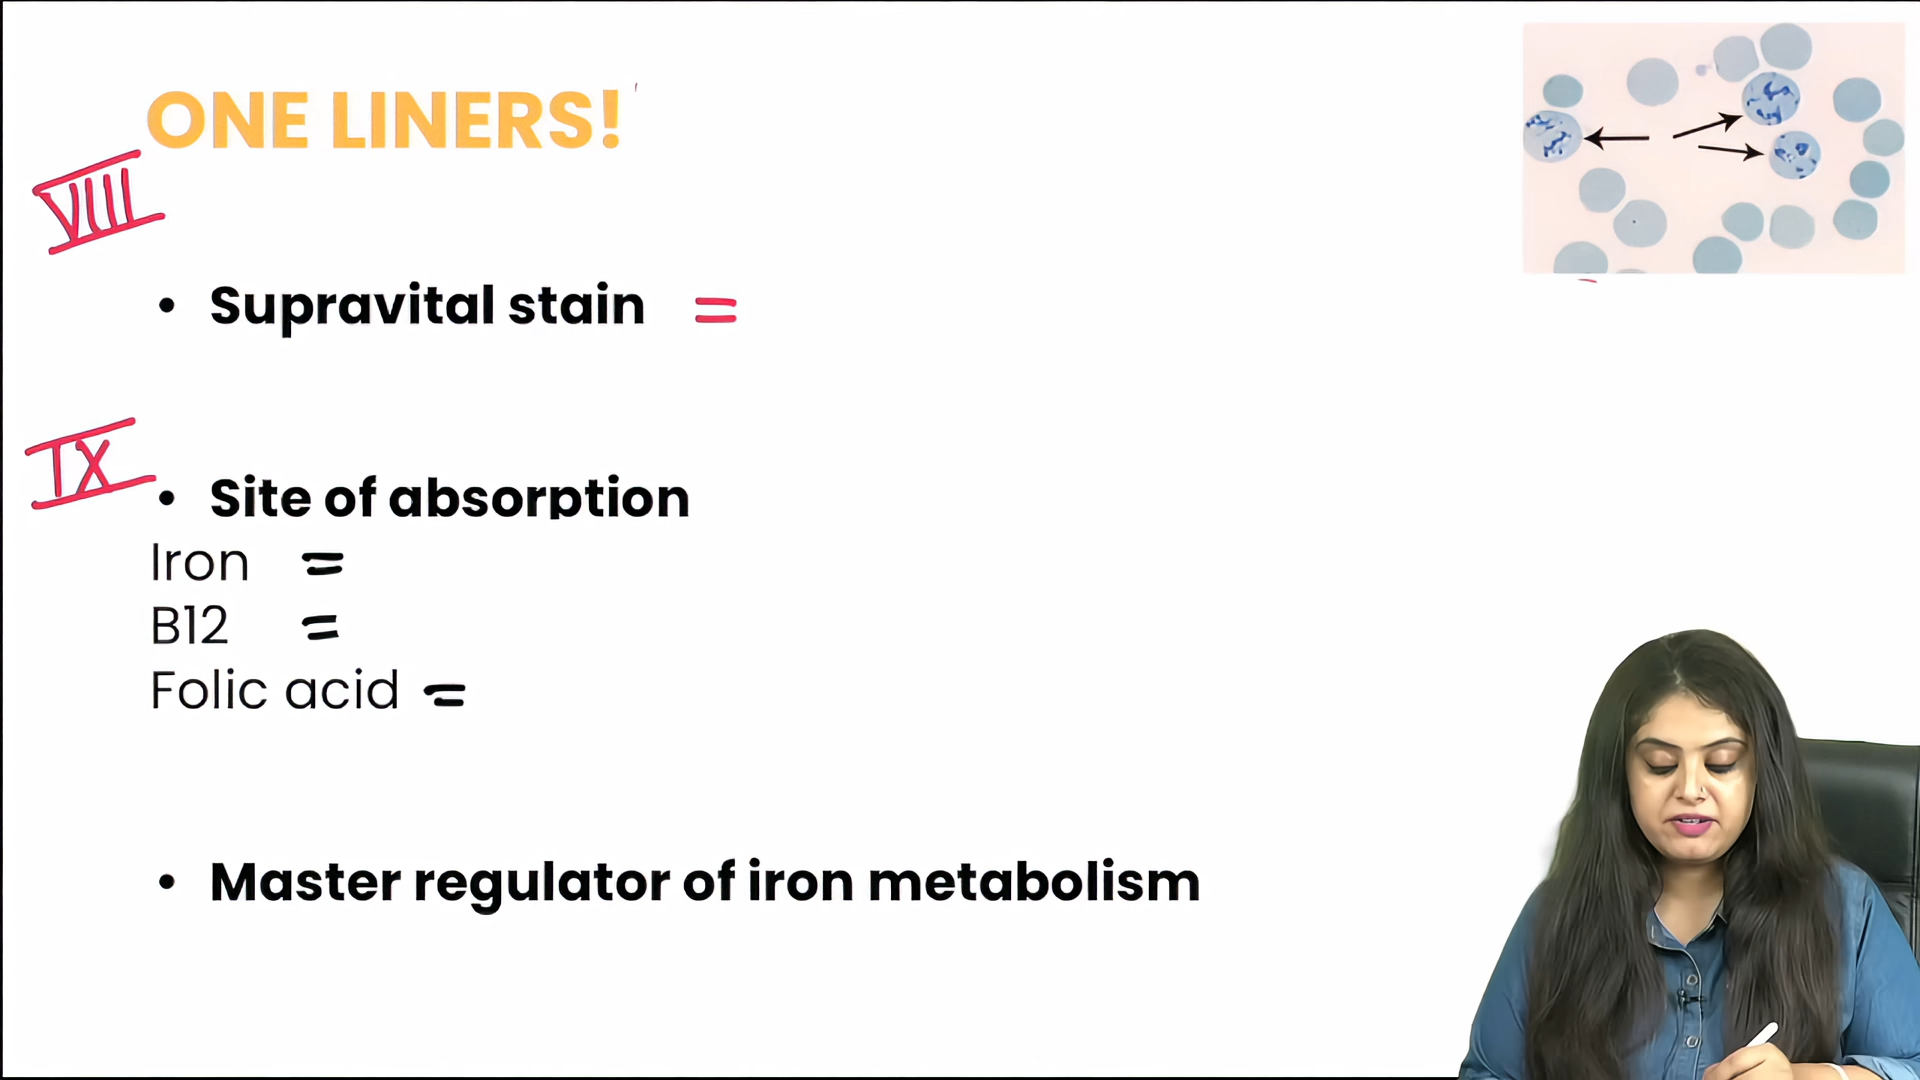 ONE LINERS!
VIII
• Supravital stain =
IX
• Site of absorption
Iron =
B12 =
Folic acid =
• Master regulator of iron metabolism